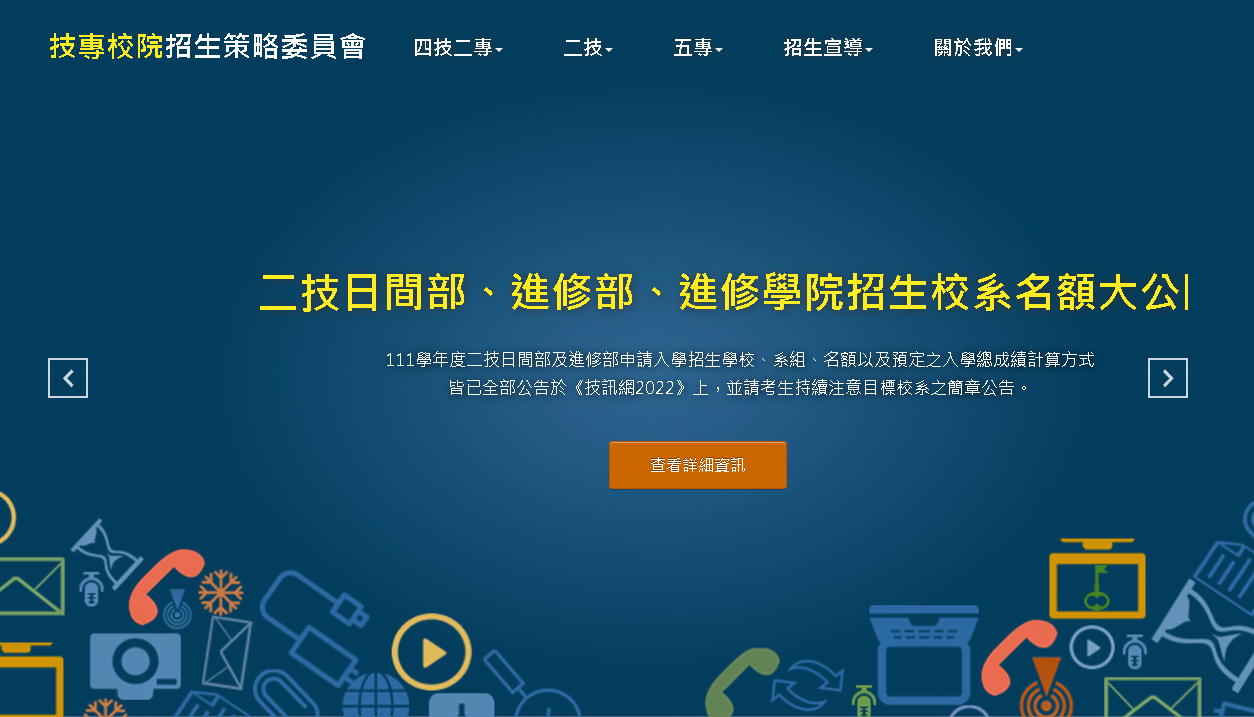 技專校院招生策略委員會 四技二專 二技 五專 招生宣導 關於我們
二技日間部、進修部、進修學院招生校系名額大公
111學年度二技日間部及進修部申請入學招生學校、系組、名額以及預定之入學總成績計算方式
皆已全部公告於《技訊網2022》上，並請考生持續注意目標校系之簡章公告。
查看詳細資訊